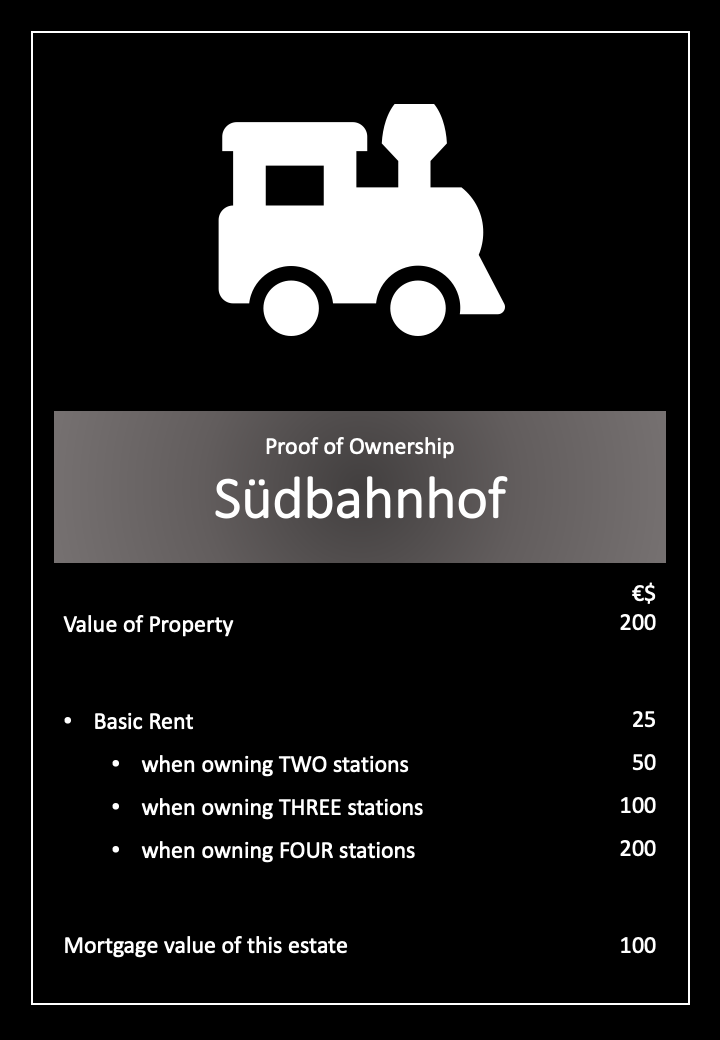 Proof of Ownership
Südbahnhof
€$
Value of Property 200
• Basic Rent 25
• when owning TWO stations 50
• when owning THREE stations 100
• when owning FOUR stations 200
Mortgage value of this estate 100